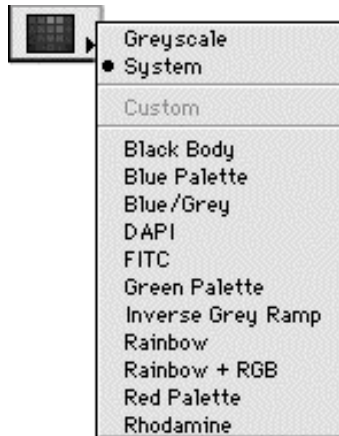 Greyscale
System
Custom
Black Body
Blue Palette
Blue/Grey
DAPI
FITC
Green Palette
Inverse Grey Ramp
Rainbow
Rainbow + RGB
Red Palette
Rhodamine